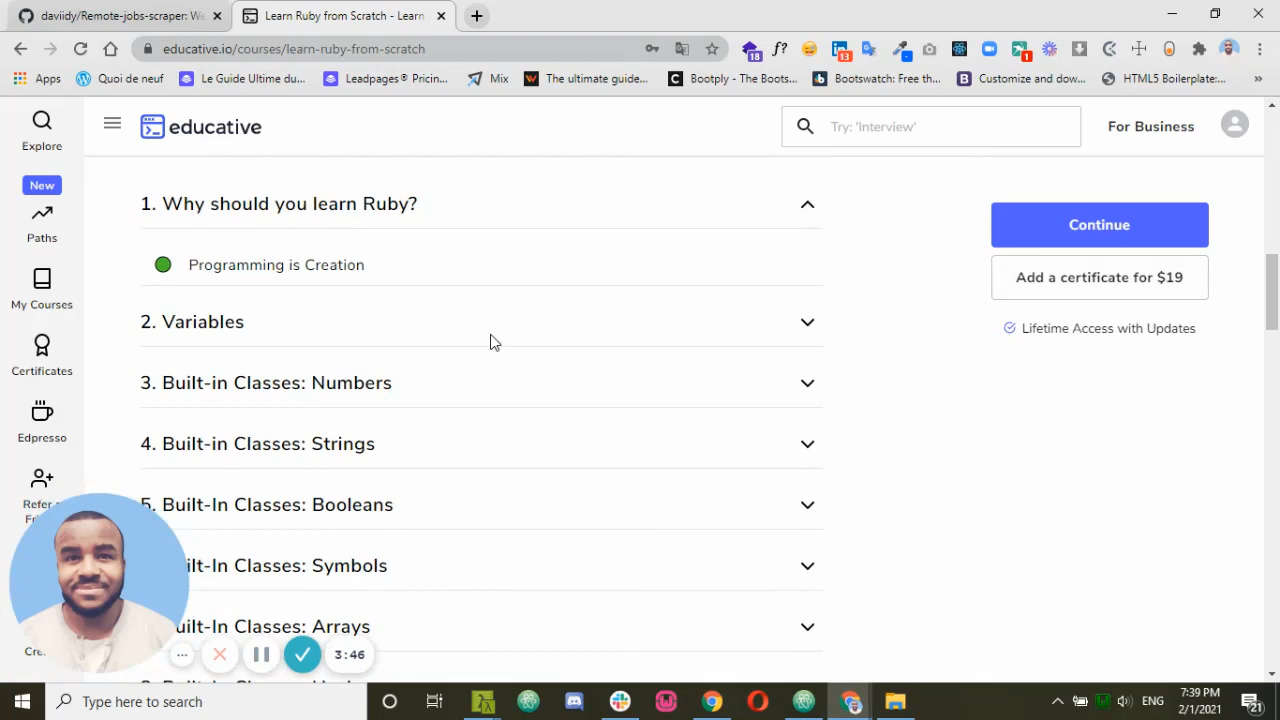 daviidy/Remote-jobs-scraper: We
Learn Ruby from Scratch - Learn
educative.io/courses/learn-ruby-from-scratch
18
13
1
Apps
Quoi de neuf
Le Guide Ultime du...
Leadpages® Pricin...
Mix
The ultimate guide...
Bootply - The Boots...
Bootswatch: Free th...
Customize and dow...
HTML5 Boilerplate:...
Explore
New
Paths
My Courses
Certificates
Edpresso
Refer a
educative
Try: 'Interview'
For Business
1. Why should you learn Ruby?
Programming is Creation
2. Variables
3. Built-in Classes: Numbers
4. Built-in Classes: Strings
5. Built-In Classes: Booleans
uilt-In Classes: Symbols
uilt-In Classes: Arrays
Continue
Add a certificate for $19
Lifetime Access with Updates
3:46
Type here to search
ENG
7:39 PM
2/1/2021
21